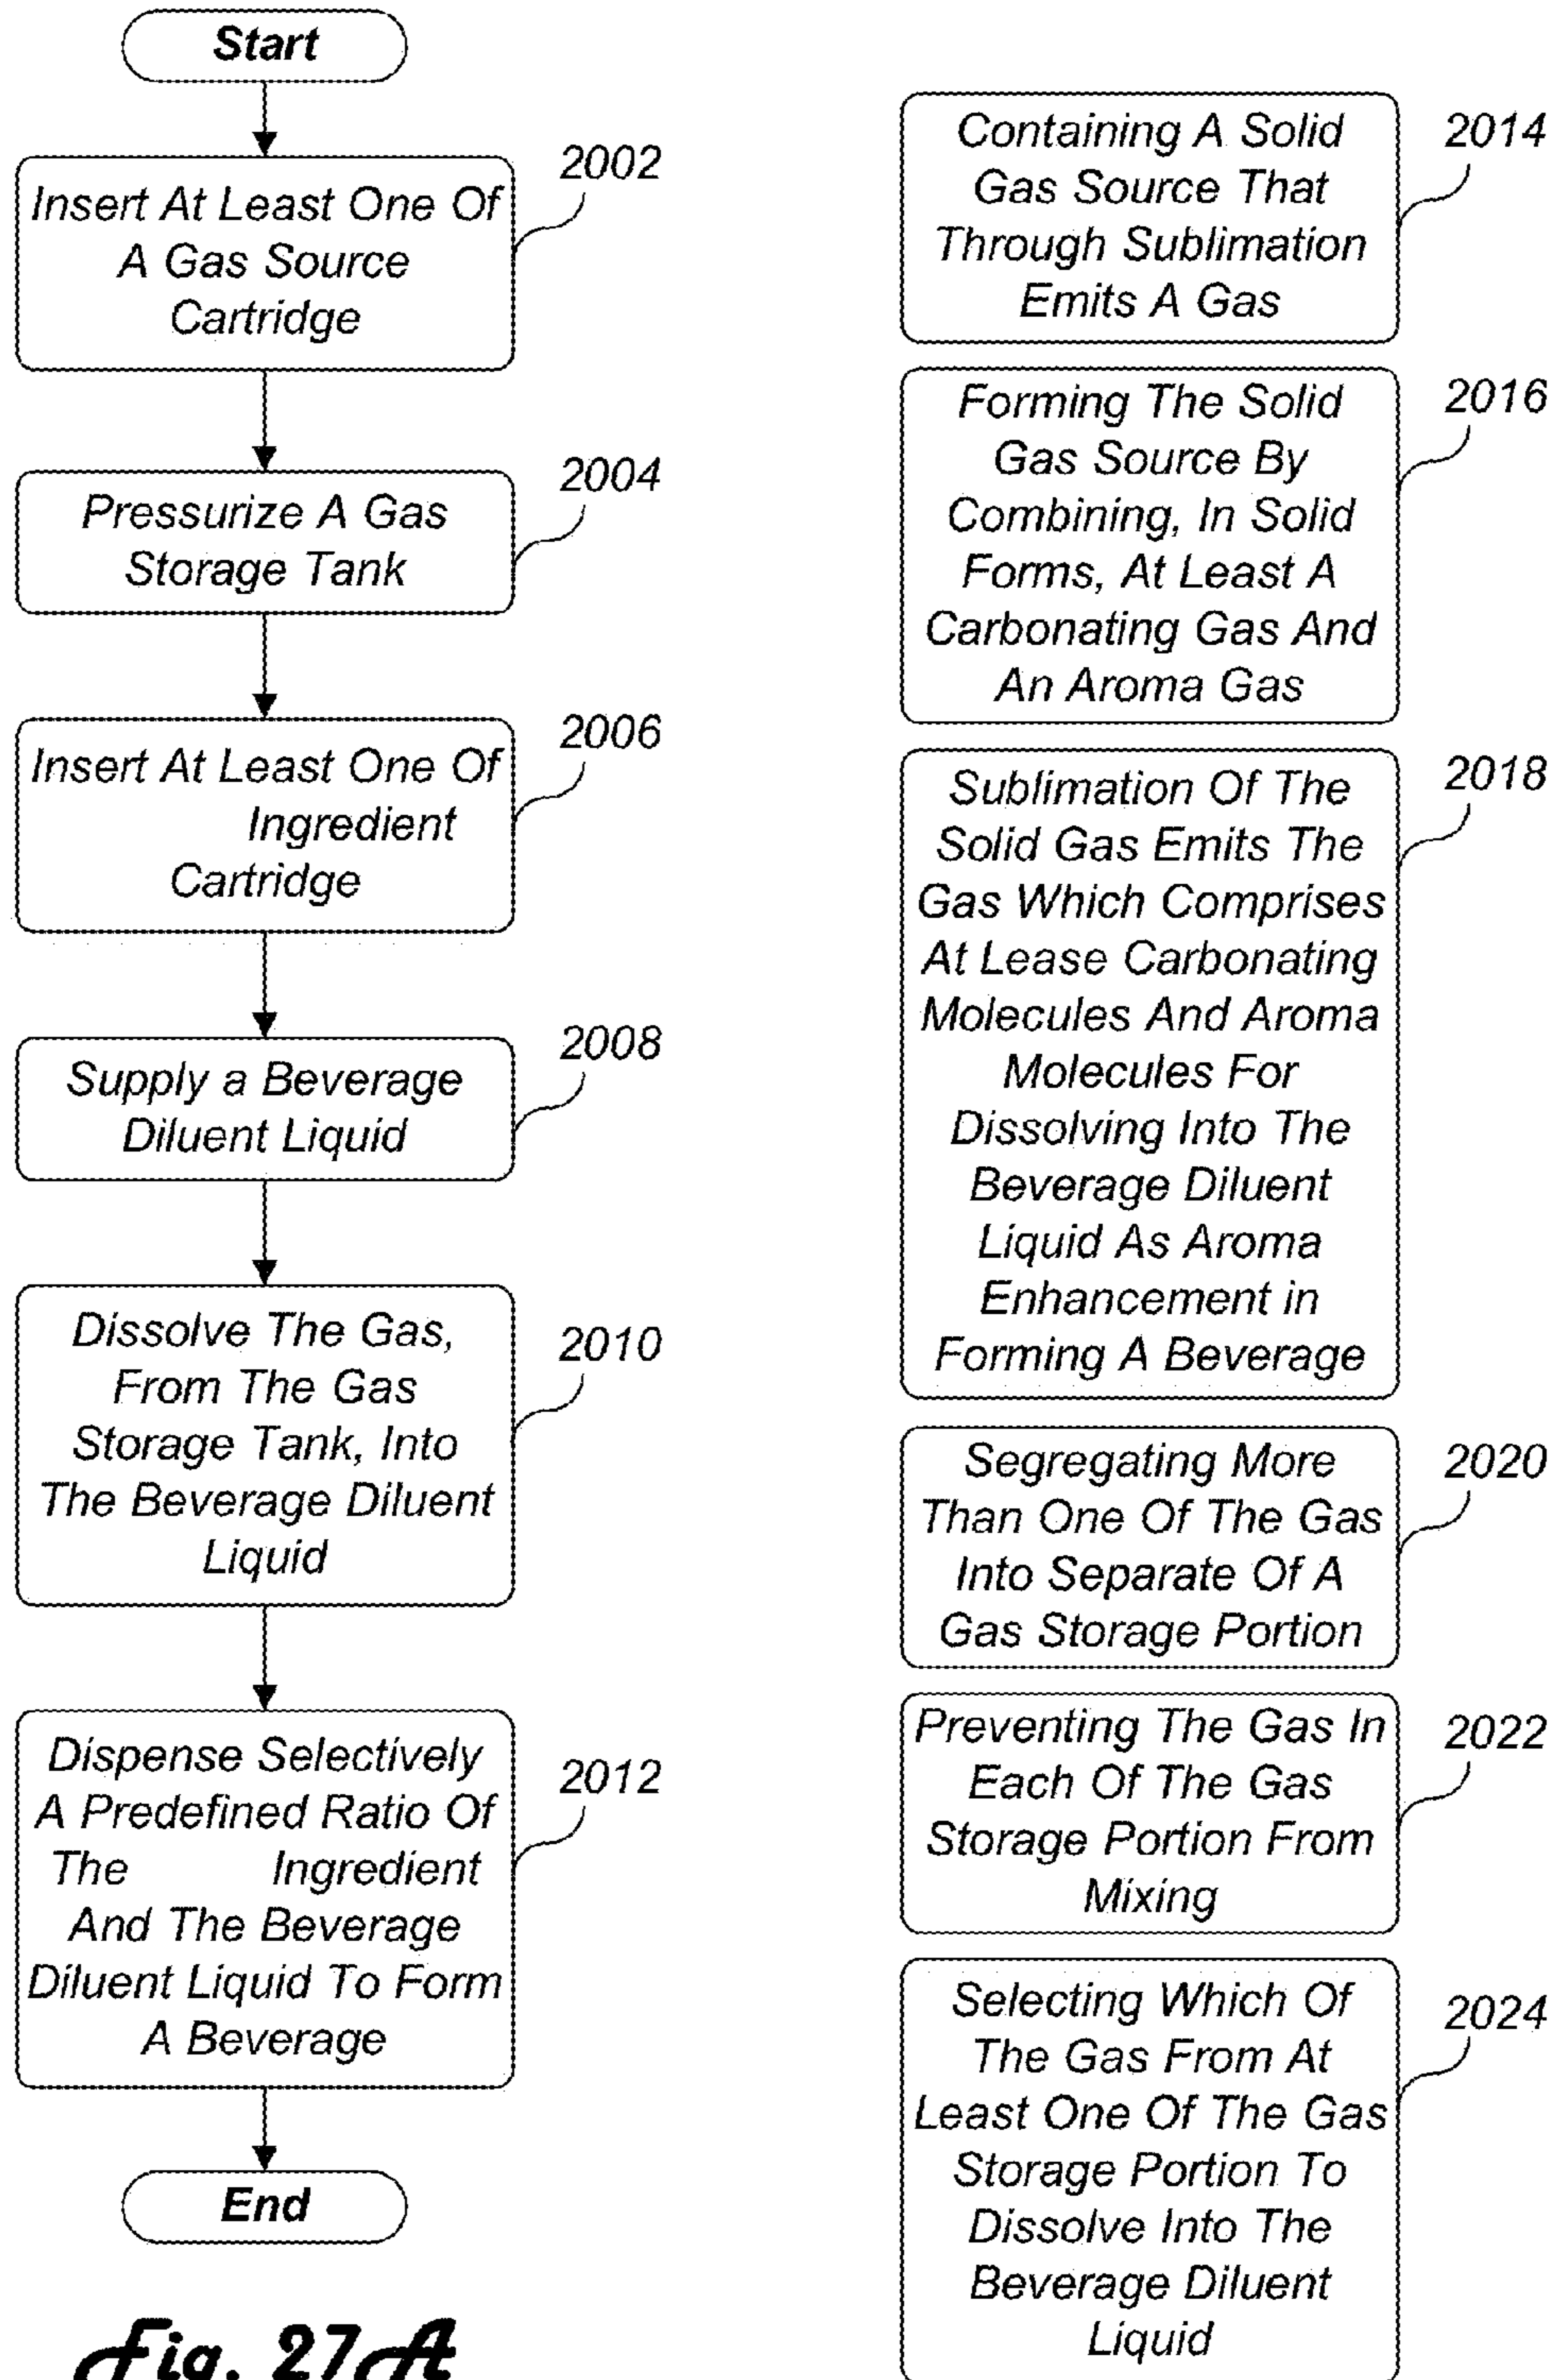 Start
Insert At Least One Of
A Gas Source
Cartridge
2002
Pressurize A Gas
Storage Tank
2004
Insert At Least One Of
Ingredient
Cartridge
2006
Supply a Beverage
Diluent Liquid
2008
Dissolve The Gas,
From The Gas
Storage Tank, Into
The Beverage Diluent
Liquid
2010
Dispense Selectively
A Predefined Ratio Of
The Ingredient
And The Beverage
Diluent Liquid To Form
A Beverage
2012
End
Fig. 27A
Containing A Solid
Gas Source That
Through Sublimation
Emits A Gas
2014
Forming The Solid
Gas Source By
Combining, In Solid
Forms, At Least A
Carbonating Gas And
An Aroma Gas
2016
Sublimation Of The
Solid Gas Emits The
Gas Which Comprises
At Lease Carbonating
Molecules And Aroma
Molecules For
Dissolving Into The
Beverage Diluent
Liquid As Aroma
Enhancement in
Forming A Beverage
2018
Segregating More
Than One Of The Gas
Into Separate Of A
Gas Storage Portion
2020
Preventing The Gas In
Each Of The Gas
Storage Portion From
Mixing
2022
Selecting Which Of
The Gas From At
Least One Of The Gas
Storage Portion To
Dissolve Into The
Beverage Diluent
Liquid
2024